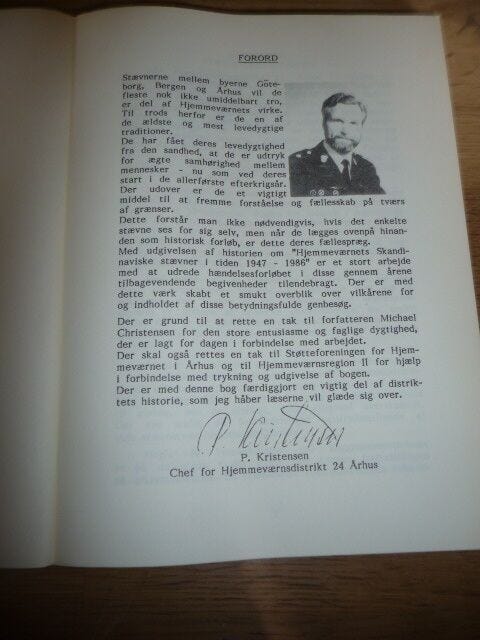 FORORD
Stævnerne mellem byerne Göte-
borg, Bergen og Århus vil de
fleste nok ikke umiddelbart tro,
er del af Hjemmeværnets virke.
Til trods herfor er de en af
de ældste og mest levedygtige
traditioner.
De har fået deres levedygtighed
fra den sandhed, at de er udtryk
for ægte samhørighed mellem
mennesker - nu som ved deres
start i de allerførste efterkrigsår.
Der udover er de et vigtigt
middel til at fremme forståelse og fællesskab på tværs
af grænser.
Dette forstår man ikke nødvendigvis, hvis det enkelte
stævne ses for sig selv, men når de lægges ovenpå hinan-
den som historisk forløb, er dette deres fællespræg.
Med udgivelsen af historien om "Hjemmeværnets Skandi-
naviske stævner i tiden 1947 - 1986" er et stort arbejde
med at udrede hændelsesforløbet i disse gennem årene
tilbagevendende begivenheder tilendebragt. Der er med
dette værk skabt et smukt overblik over vilkårene for
og indholdet af disse betydningsfulde genbesøg.
Der er grund til at rette en tak til forfatteren Michael
Christensen for den store entusiasme og faglige dygtighed,
der er lagt for dagen i forbindelse med arbejdet.
Der skal også rettes en tak til Støtteforeningen for Hjem-
meværnet i Århus og til Hjemmeværnsregion II for hjælp
i forbindelse med trykning og udgivelse af bogen.
Der er med denne bog færdiggjort en vigtig del af distrik-
tets historie, som jeg håber læserne vil glæde sig over.
P. Kristensen
P. Kristensen
Chef for Hjemmeværnsdistrikt 24 Århus